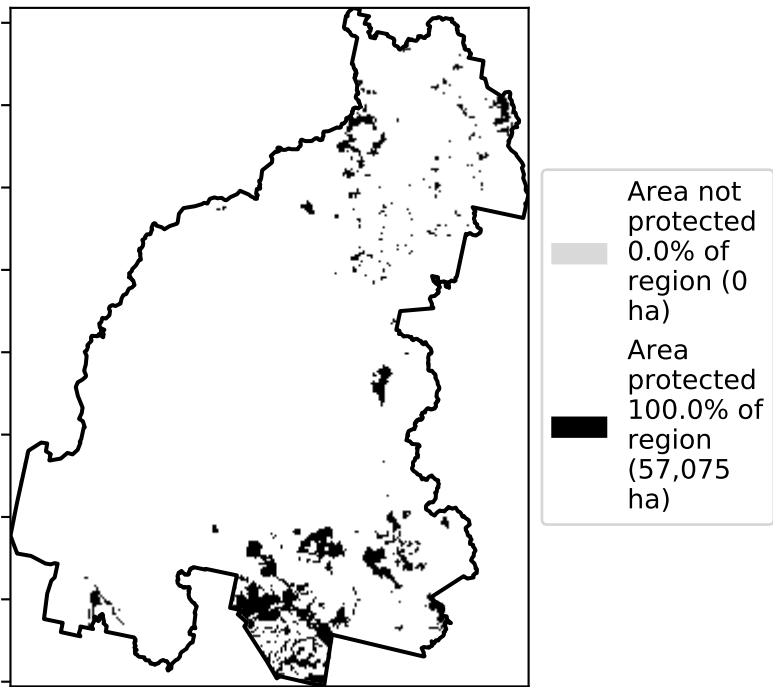 Area not
protected
0.0% of
region (0
ha)
Area
protected
100.0% of
region
(57,075
ha)